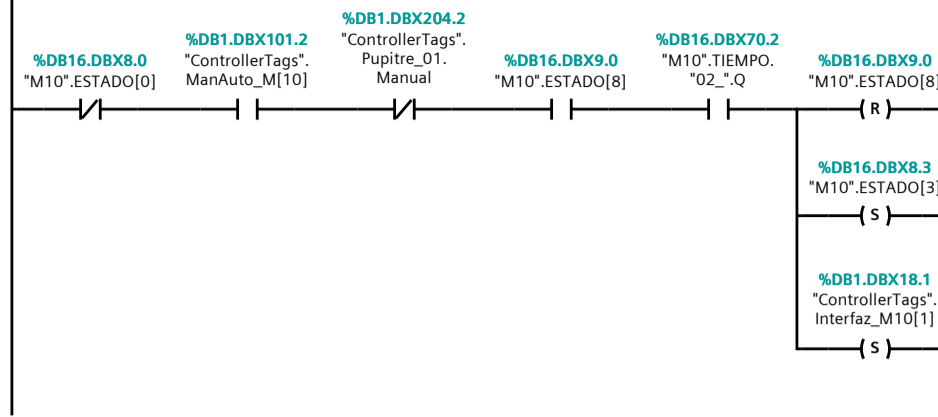 %DB16.DBX8.0
"M10".ESTADO[0]
%DB1.DBX101.2
"ControllerTags".
ManAuto_M[10]
%DB1.DBX204.2
"ControllerTags".
Pupitre_01.
Manual
%DB16.DBX9.0
"M10".ESTADO[8]
%DB16.DBX70.2
"M10".TIEMPO.
"02_".Q
%DB16.DBX9.0
"M10".ESTADO[8]
R
%DB16.DBX8.3
"M10".ESTADO[3]
S
%DB1.DBX18.1
"ControllerTags".
Interfaz_M10[1]
S